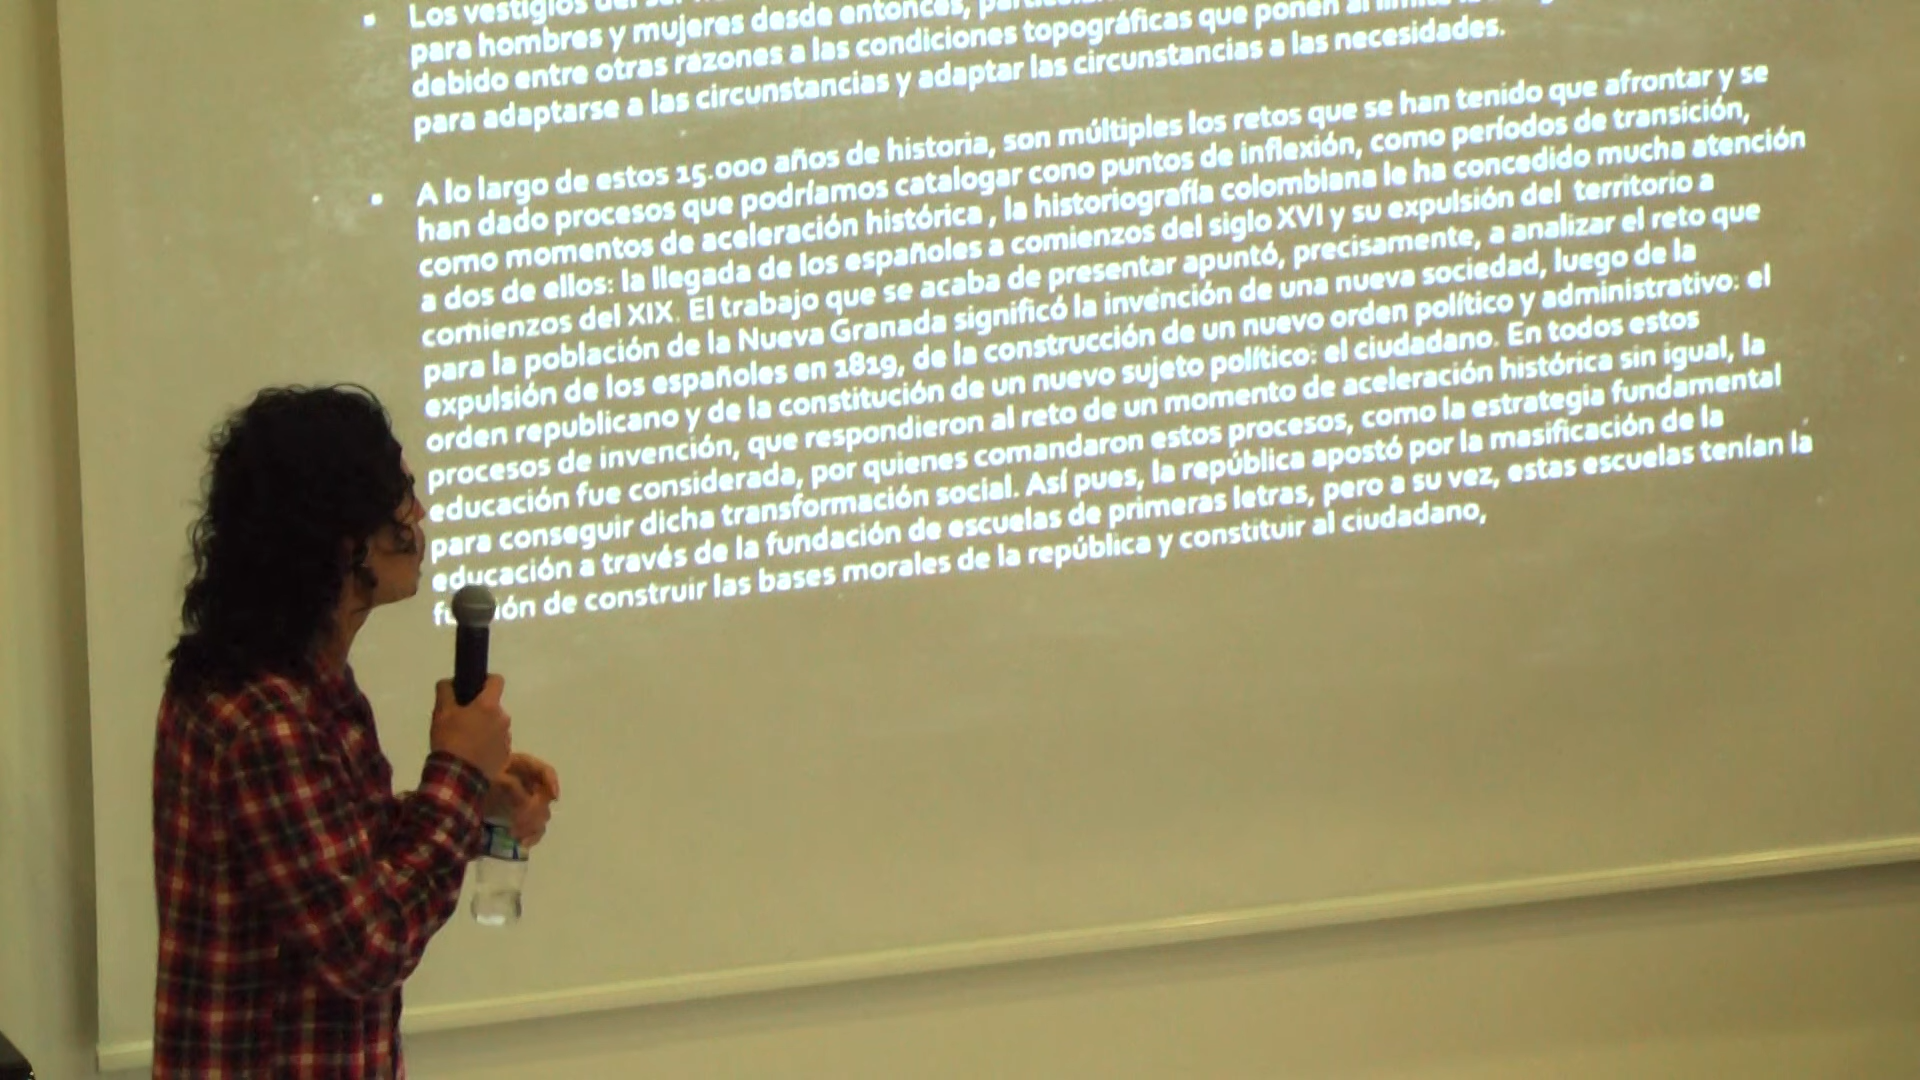 Los vestigios del
para hombres y mujeres desde entonces,
debido entre otras razones a las condiciones topográficas que ponen al límite
para adaptarse a las circunstancias y adaptar las circunstancias a las necesidades.
A lo largo de estos 15.000 años de historia, son múltiples los retos que se han tenido que afrontar y se
han dado procesos que podríamos catalogar cono puntos de inflexión, como períodos de transición,
como momentos de aceleración histórica , la historiografía colombiana le ha concedido mucha atención
a dos de ellos: la llegada de los españoles a comienzos del siglo XVI y su expulsión del territorio a
comienzos del XIX. El trabajo que se acaba de presentar apuntó, precisamente, a analizar el reto que
para la población de la Nueva Granada significó la invención de una nueva sociedad, luego de la
expulsión de los españoles en 1819, de la construcción de un nuevo orden político y administrativo: el
orden republicano y de la constitución de un nuevo sujeto político: el ciudadano. En todos estos
procesos de invención, que respondieron al reto de un momento de aceleración histórica sin igual, la
educación fue considerada, por quienes comandaron estos procesos, como la estrategia fundamental
para conseguir dicha transformación social. Así pues, la república apostó por la masificación de la
educación a través de la fundación de escuelas de primeras letras, pero a su vez, estas escuelas tenían la
de construir las bases morales de la república y constituir al ciudadano,